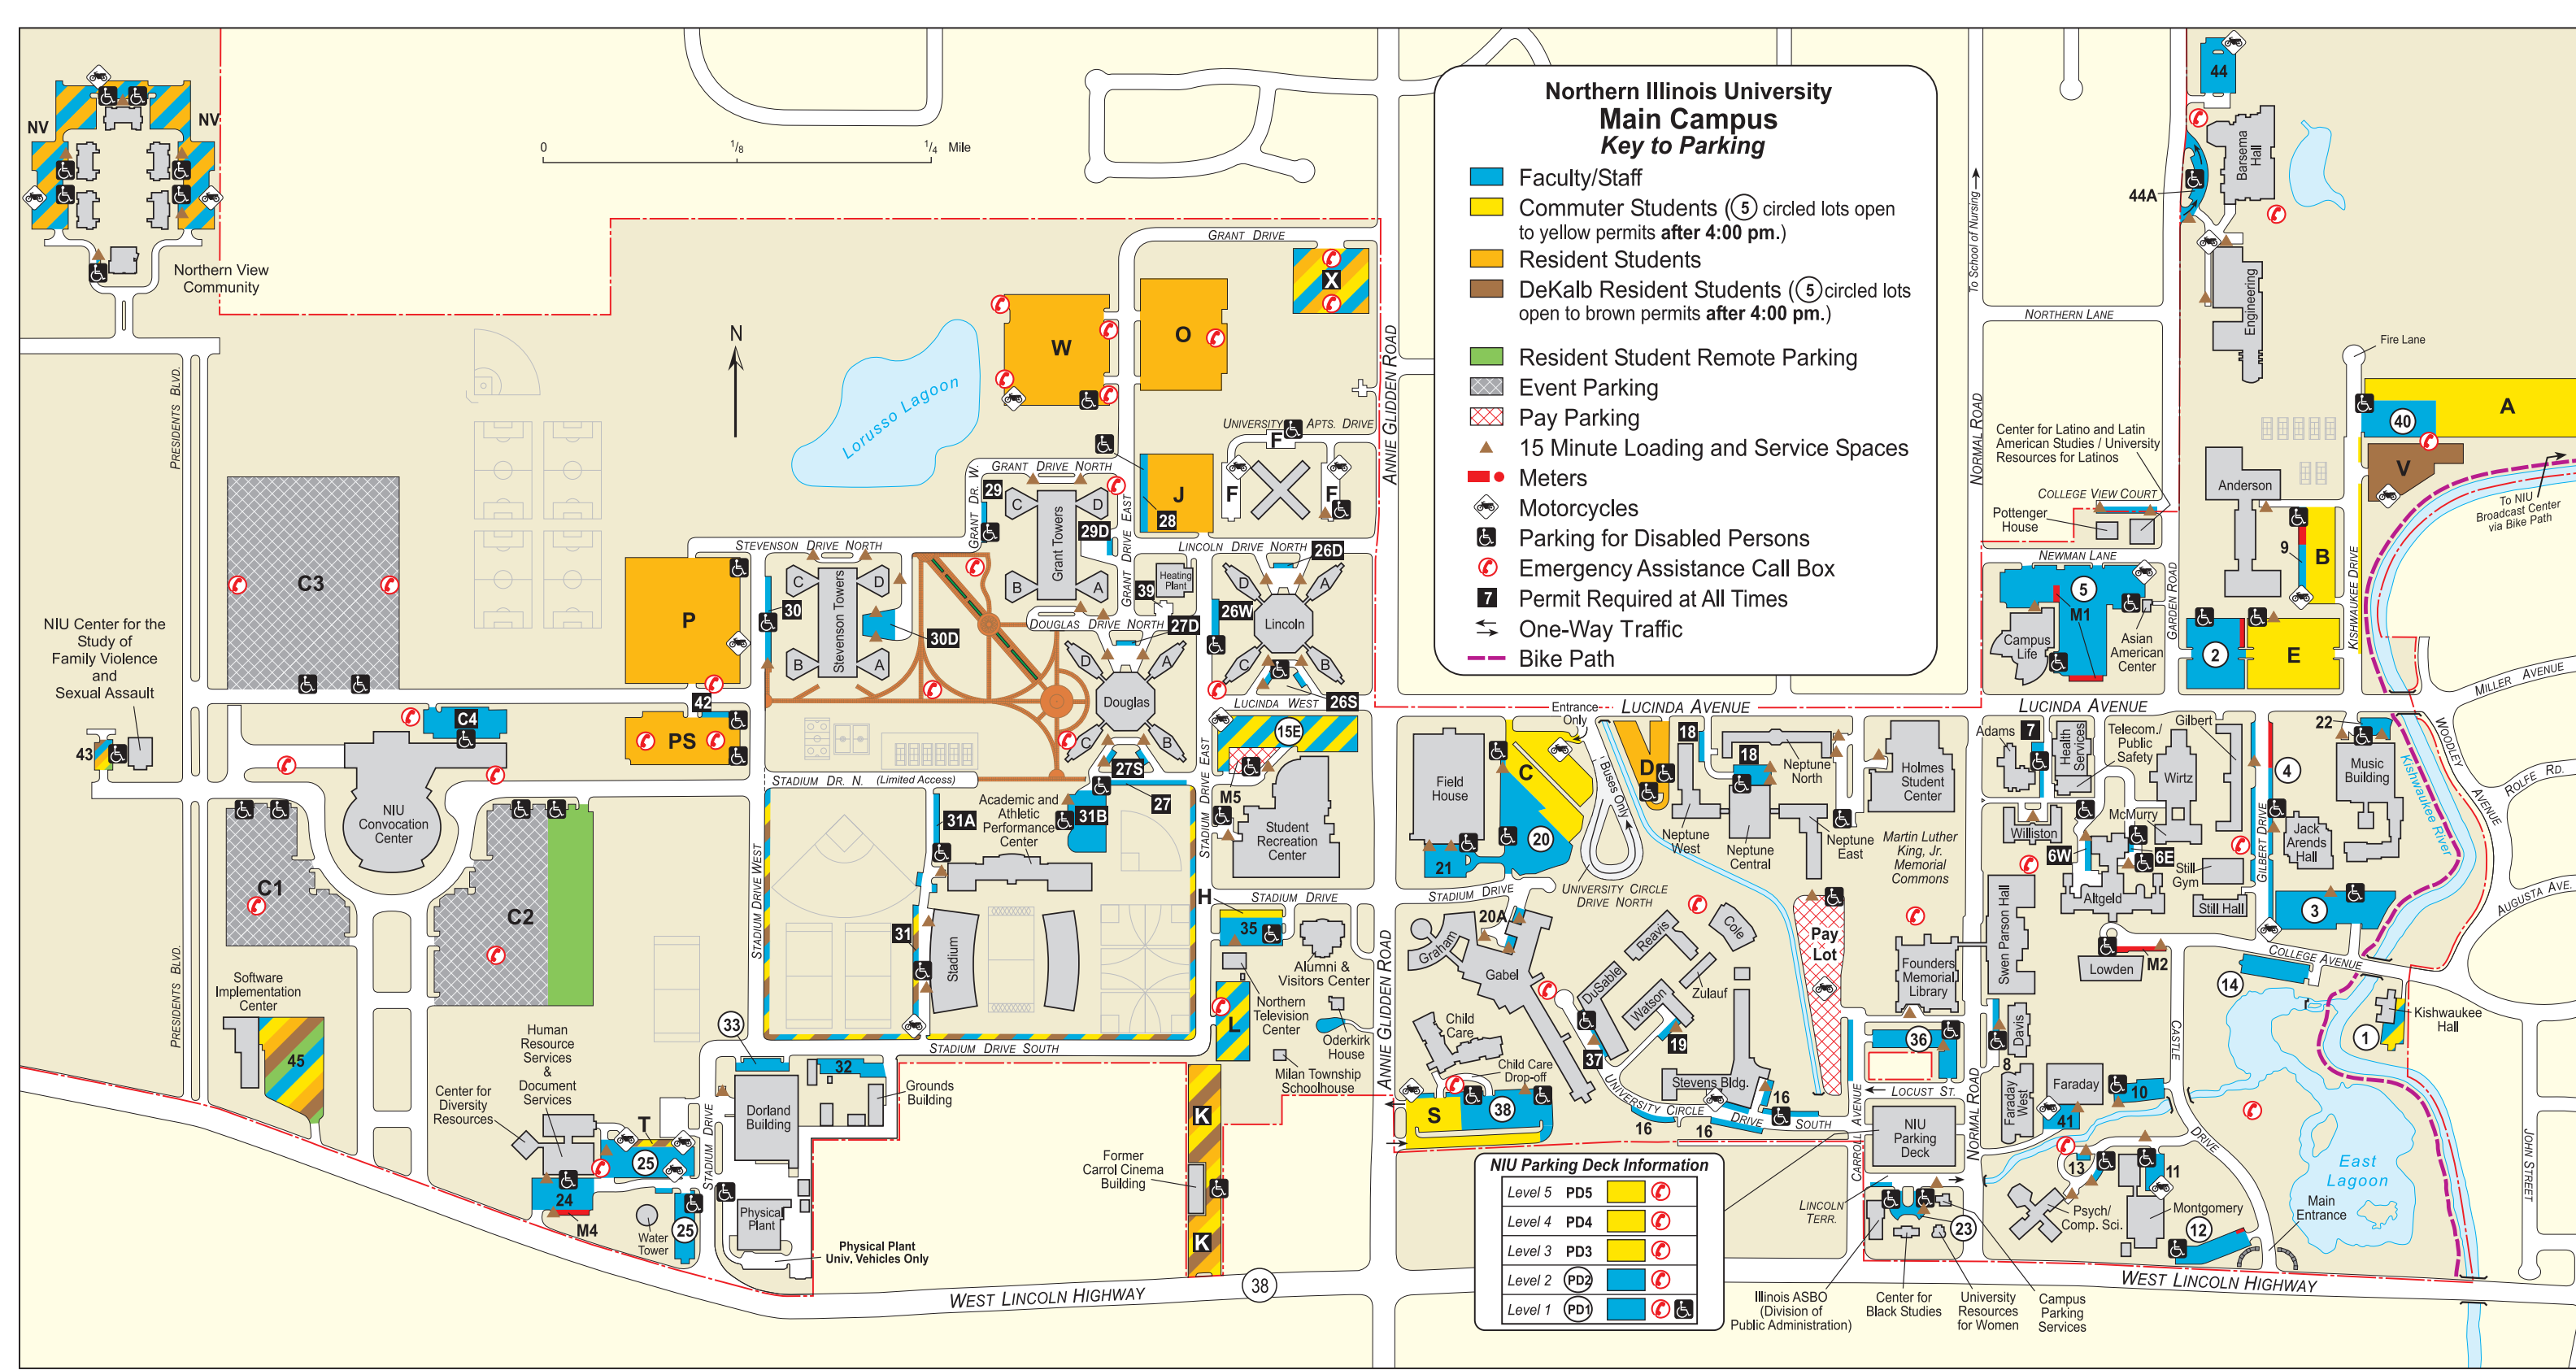 Northern Illinois University
Main Campus
Key to Parking
Faculty/Staff
Commuter Students (5 circled lots open
to yellow permits after 4:00 pm.)
Resident Students
DeKalb Resident Students (5 circled lots
open to brown permits after 4:00 pm.)
Resident Student Remote Parking
Event Parking
Pay Parking
15 Minute Loading and Service Spaces
Meters
Motorcycles
Parking for Disabled Persons
Emergency Assistance Call Box
7 Permit Required at All Times
One-Way Traffic
Bike Path
NV
NV
Northern View
Community
0
1/8
1/4 Mile
N
PRESIDENTS BLVD.
PRESIDENTS BLVD.
C3
NIU Center for the
Study of
Family Violence
and
Sexual Assault
43
C4
NIU
Convocation
Center
C1
C2
Software
Implementation
Center
45
Lorusso Lagoon
W
O
X
GRANT DRIVE
ANNIE GLIDDEN ROAD
ANNIE GLIDDEN ROAD
UNIVERSITY APTS. DRIVE
F
F
F
J
28
GRANT DRIVE NORTH
GRANT DR. W.
GRANT DRIVE EAST
GRANT DRIVE EAST
29
29D
Grant Towers
C
D
B
A
STEVENSON DRIVE NORTH
Stevenson Towers
C
D
B
A
30
30D
P
42
PS
LINCOLN DRIVE NORTH
26D
26W
26S
Heating
Plant
39
Lincoln
D
A
C
B
DOUGLAS DRIVE NORTH
27D
Douglas
D
A
C
B
27S
27
LUCINDA WEST
15E
M5
STADIUM DRIVE EAST
STADIUM DR. N. (Limited Access)
STADIUM DRIVE WEST
31A
31B
31
Academic and
Athletic
Performance
Center
Stadium
Student
Recreation
Center
STADIUM DRIVE
H
35
Alumni &
Visitors Center
Northern
Television
Center
L
Oderkirk
House
Milan Township
Schoolhouse
STADIUM DRIVE SOUTH
33
32
Grounds
Building
Dorland
Building
Human
Resource
Services
&
Document
Services
Center for
Diversity
Resources
T
25
24
M4
Water
Tower
25
STADIUM DRIVE
Physical
Plant
Physical Plant
Univ. Vehicles Only
Former
Carrol Cinema
Building
K
K
WEST LINCOLN HIGHWAY
38
LUCINDA AVENUE
LUCINDA AVENUE
Entrance
Only
Field
House
C
20
21
Buses Only
D
18
18
Neptune
North
Neptune
West
Neptune
Central
Neptune
East
Holmes
Student
Center
Martin Luther
King, Jr.
Memorial
Commons
UNIVERSITY CIRCLE
DRIVE NORTH
STADIUM DRIVE
20A
Graham
Gabel
Reavis
Cole
DuSable
Watson
Zulauf
37
19
Child
Care
Child Care
Drop-off
S
38
UNIVERSITY CIRCLE DRIVE SOUTH
Stevens Bldg.
16
16
16
Pay
Lot
Founders
Memorial
Library
36
LOCUST ST.
CARROLL AVENUE
NIU
Parking
Deck
LINCOLN
TERR.
23
NIU Parking Deck Information
Level 5 PD5
Level 4 PD4
Level 3 PD3
Level 2 PD2
Level 1 PD1
Illinois ASBO
(Division of
Public Administration)
Center for
Black Studies
University
Resources
for Women
Campus
Parking
Services
To School of Nursing
NORMAL ROAD
NORMAL ROAD
NORTHERN LANE
44
44A
Barsema
Hall
Engineering
Fire Lane
A
40
V
To NIU
Broadcast Center
via Bike Path
Center for Latino and Latin
American Studies / University
Resources for Latinos
COLLEGE VIEW COURT
Pottenger
House
NEWMAN LANE
5
M1
Campus
Life
Asian
American
Center
GARDEN ROAD
Anderson
9
B
2
E
KISHWAUKEE DRIVE
MILLER AVENUE
WOODLEY AVENUE
ROLFE RD.
AUGUSTA AVE.
Kishwaukee River
Adams
7
Health
Services
Telecom./
Public
Safety
Gilbert
Wirtz
22
Music
Building
4
Williston
McMurry
6W
6E
Still
Gym
GILBERT DRIVE
Jack
Arends
Hall
Altgeld
Still Hall
3
Swen Parson Hall
Lowden
M2
COLLEGE AVENUE
14
1
Kishwaukee
Hall
Davis
8
Faraday
West
Faraday
10
41
CASTLE
DRIVE
13
11
Psych/
Comp. Sci.
Montgomery
12
East
Lagoon
Main
Entrance
JOHN STREET
WEST LINCOLN HIGHWAY